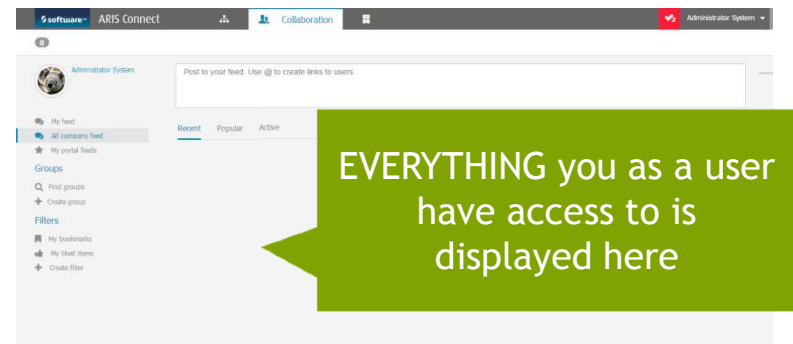 software AG ARIS Connect Collaboration Administrator System
0
Administrator System
Post to your feed. Use @ to create links to users
My feed
All company feed
My portal feeds
Recent Popular Active
Groups
Find groups
Create group
Filters
My bookmarks
My liked items
Create filter
EVERYTHING you as a user
have access to is
displayed here